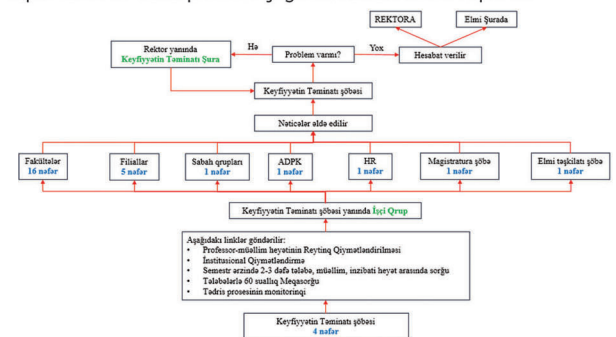 REKTORA
Elmi Şurada
Rektor yanında
Keyfiyyətin Təminatı Şura
Hə
Problem varmı?
Yox
Hesabat verilir
Keyfiyyətin Təminatı şöbəsi
Nəticələr əldə edilir
Fakültələr
16 nəfər
Filiallar
5 nəfər
Sabah qrupları
1 nəfər
ADPK
1 nəfər
HR
1 nəfər
Magistratura şöbə
1 nəfər
Elmi təşkilatı şöbə
1 nəfər
Keyfiyyətin Təminatı şöbəsi yanında İşçi Qrup
Aşağıdakı linklər göndərilir:
• Professor-müəllim heyətinin Reytinq Qiymətləndirilməsi
• İnstitusional Qiymətləndirmə
• Semestr ərzində 2-3 dəfə tələbə, müəllim, inzibati heyət arasında sorğu
• Tələbələrlə 60 suallıq Meqasorğu
• Tədris prosesinin monitorinqi
Keyfiyyətin Təminatı şöbəsi
4 nəfər